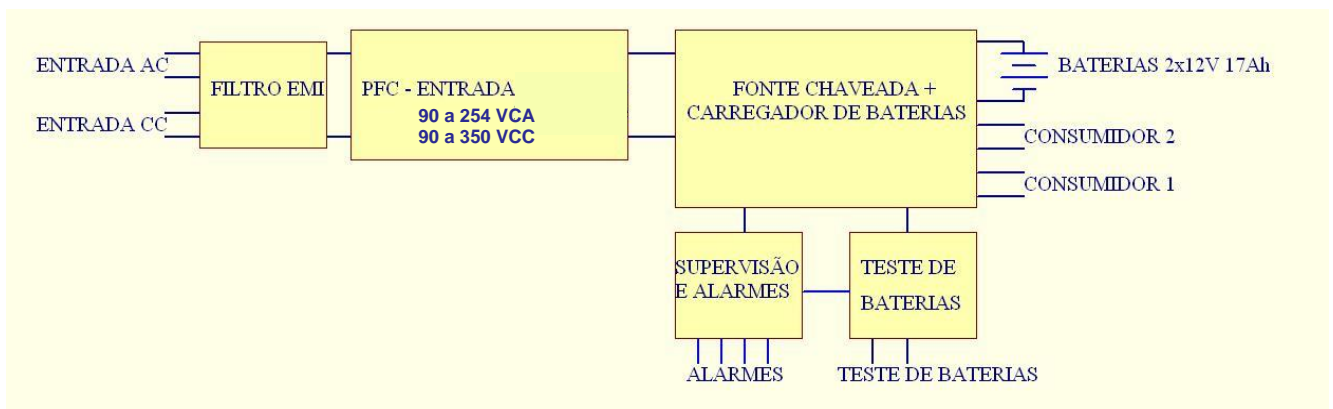 ENTRADA AC
ENTRADA CC
FILTRO EMI
PFC - ENTRADA
90 a 254 VCA
90 a 350 VCC
FONTE CHAVEADA +
CARREGADOR DE BATERIAS
BATERIAS 2x12V 17Ah
CONSUMIDOR 2
CONSUMIDOR 1
SUPERVISÃO
E ALARMES
TESTE DE
BATERIAS
ALARMES
TESTE DE BATERIAS